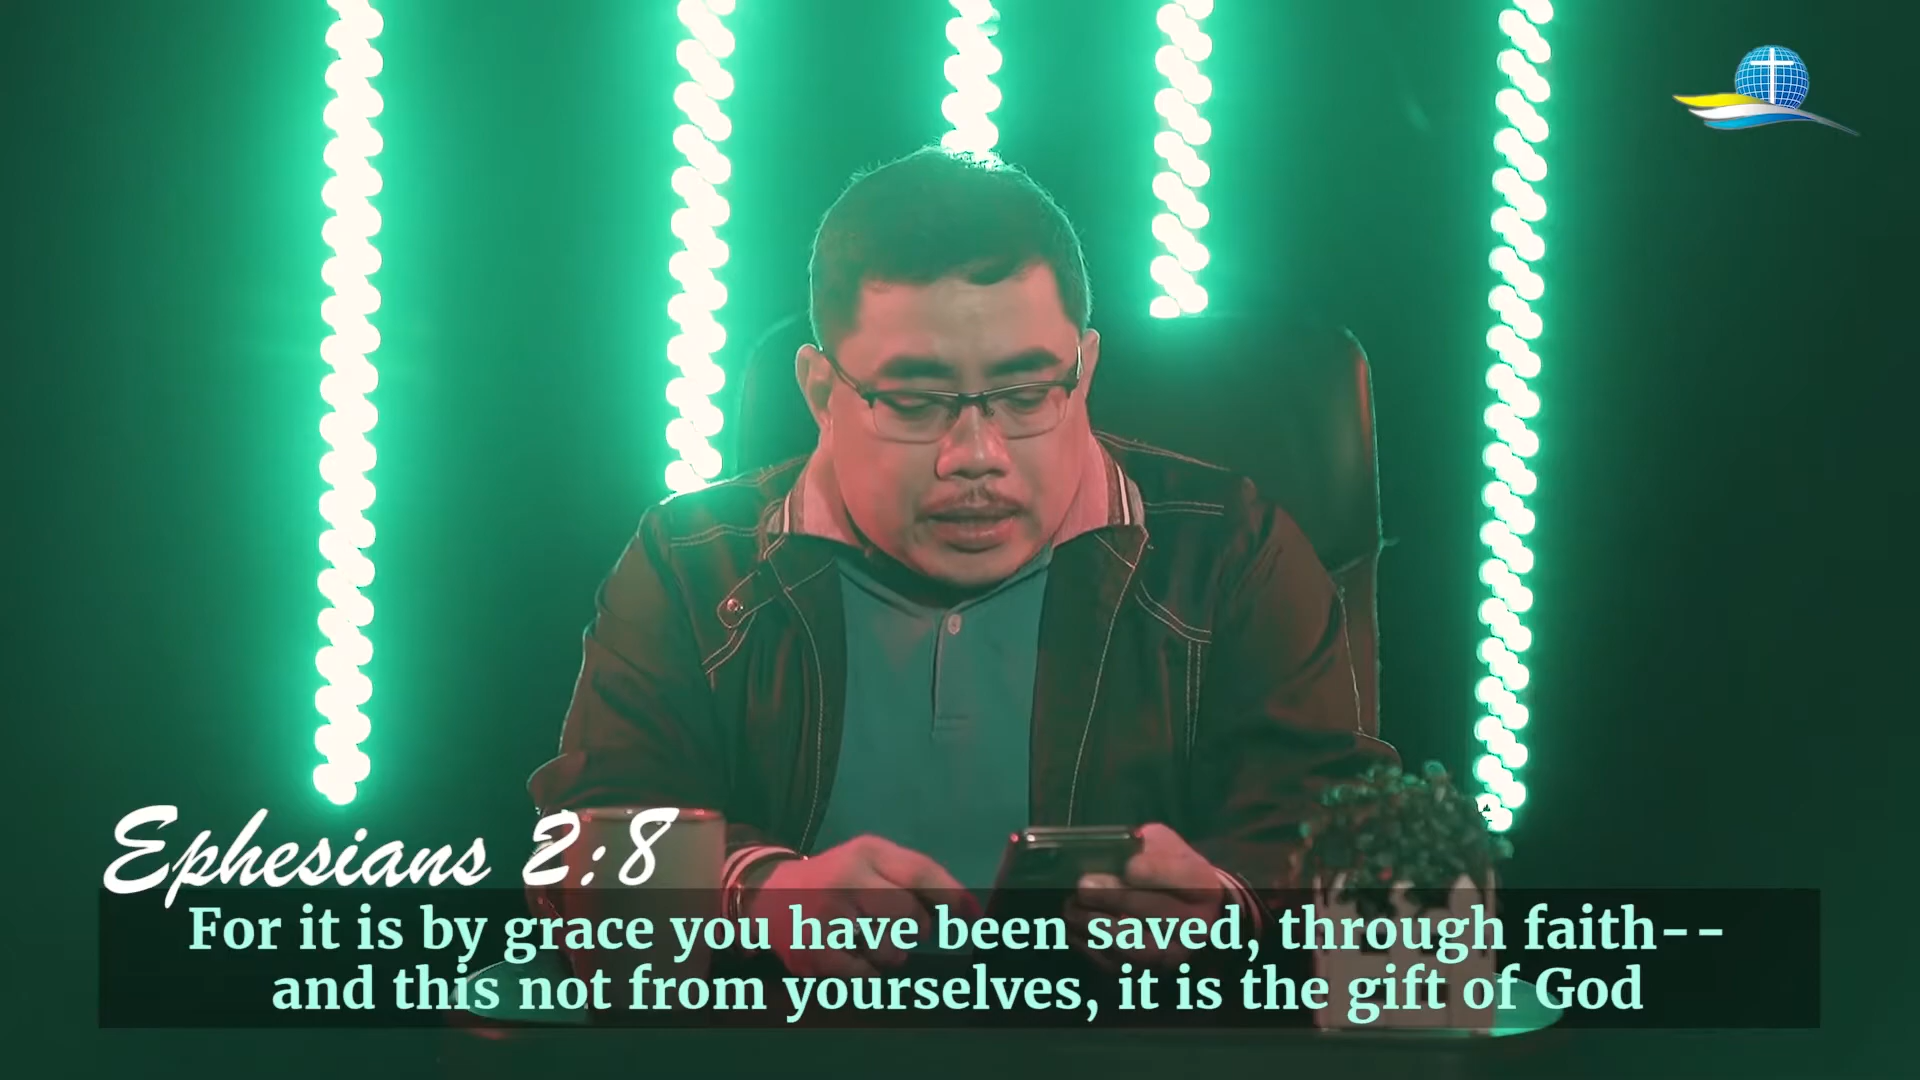 Ephesians 2:8
For it is by grace you have been saved, through faith--
and this not from yourselves, it is the gift of God